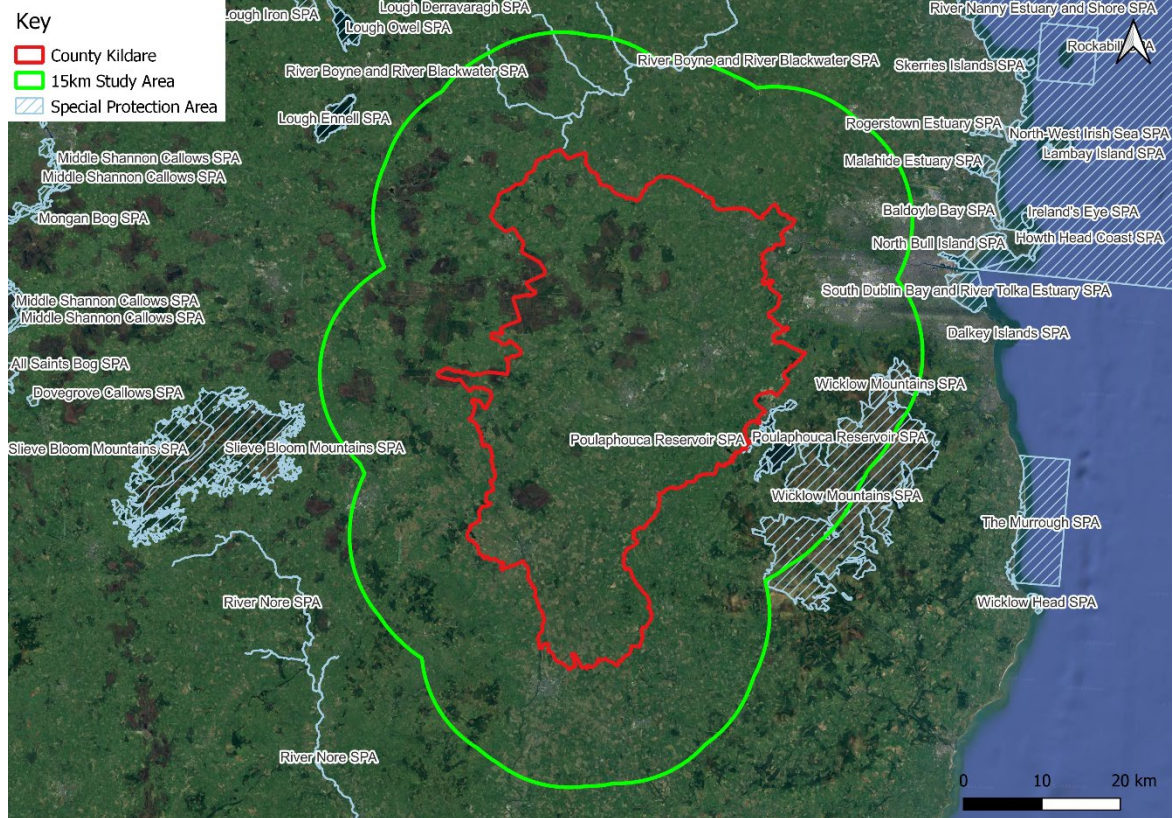 Key
County Kildare
15km Study Area
Special Protection Area
Lough Iron SPA
Lough Derravaragh SPA
River Nanny Estuary and Shore SPA
Lough Owel SPA
Rockabill SPA
River Boyne and River Blackwater SPA
River Boyne and River Blackwater SPA
Skerries Islands SPA
Lough Ennell SPA
Rogerstown Estuary SPA
North-West Irish Sea SPA
Middle Shannon Callows SPA
Malahide Estuary SPA
Lambay Island SPA
Middle Shannon Callows SPA
Mongan Bog SPA
Baldoyle Bay SPA
Ireland's Eye SPA
North Bull Island SPA
Howth Head Coast SPA
Middle Shannon Callows SPA
South Dublin Bay and River Tolka Estuary SPA
Middle Shannon Callows SPA
Dalkey Islands SPA
All Saints Bog SPA
Dovegrove Callows SPA
Wicklow Mountains SPA
Slieve Bloom Mountains SPA
Slieve Bloom Mountains SPA
Poulaphouca Reservoir SPA
Poulaphouca Reservoir SPA
Wicklow Mountains SPA
The Murrough SPA
River Nore SPA
Wicklow Head SPA
River Nore SPA
0 10 20 km